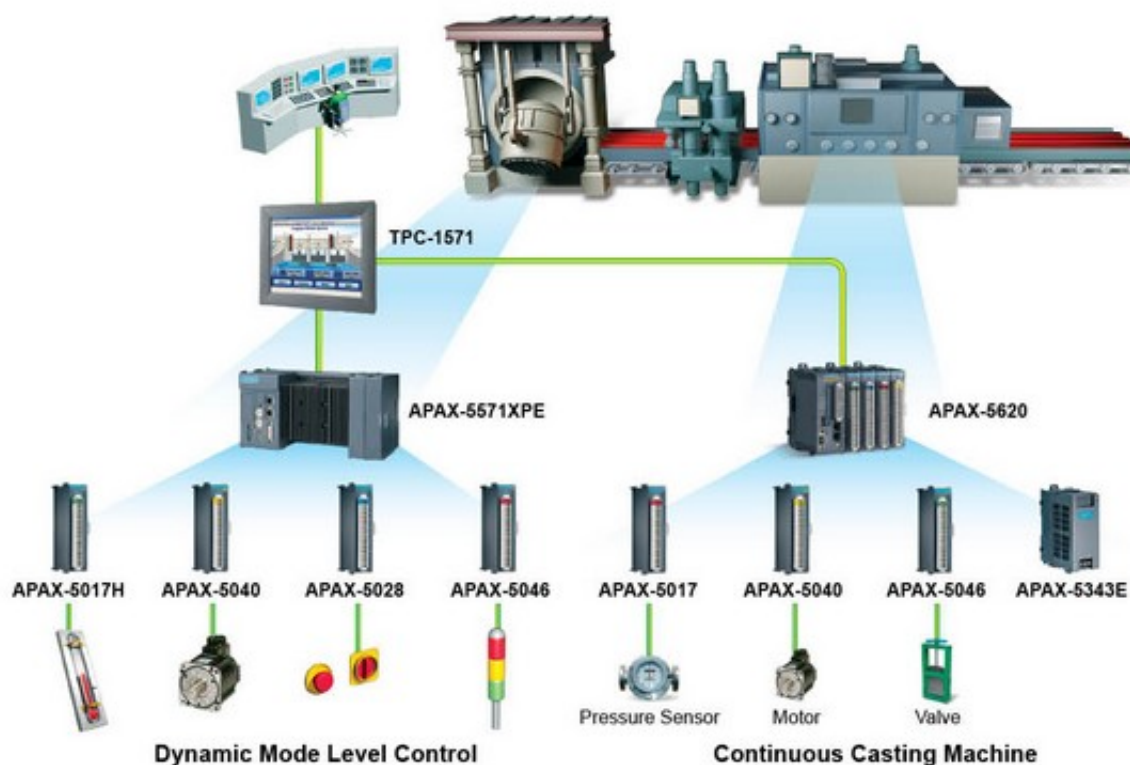 TPC-1571
APAX-5571XPE
APAX-5620
APAX-5017H
APAX-5040
APAX-5028
APAX-5046
APAX-5017
APAX-5040
APAX-5046
APAX-5343E
Pressure Sensor
Motor
Valve
Dynamic Mode Level Control
Continuous Casting Machine